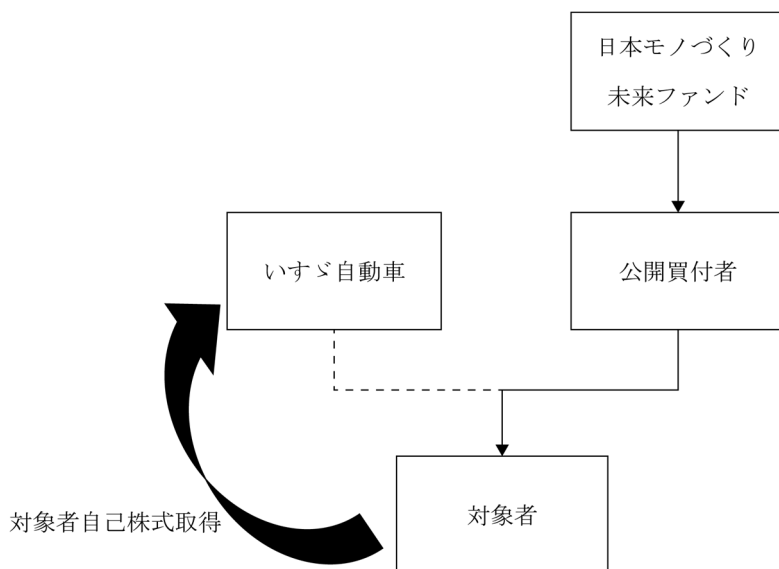 日本モノづくり
未来ファンド
いすゞ自動車
公開買付者
対象者自己株式取得
対象者